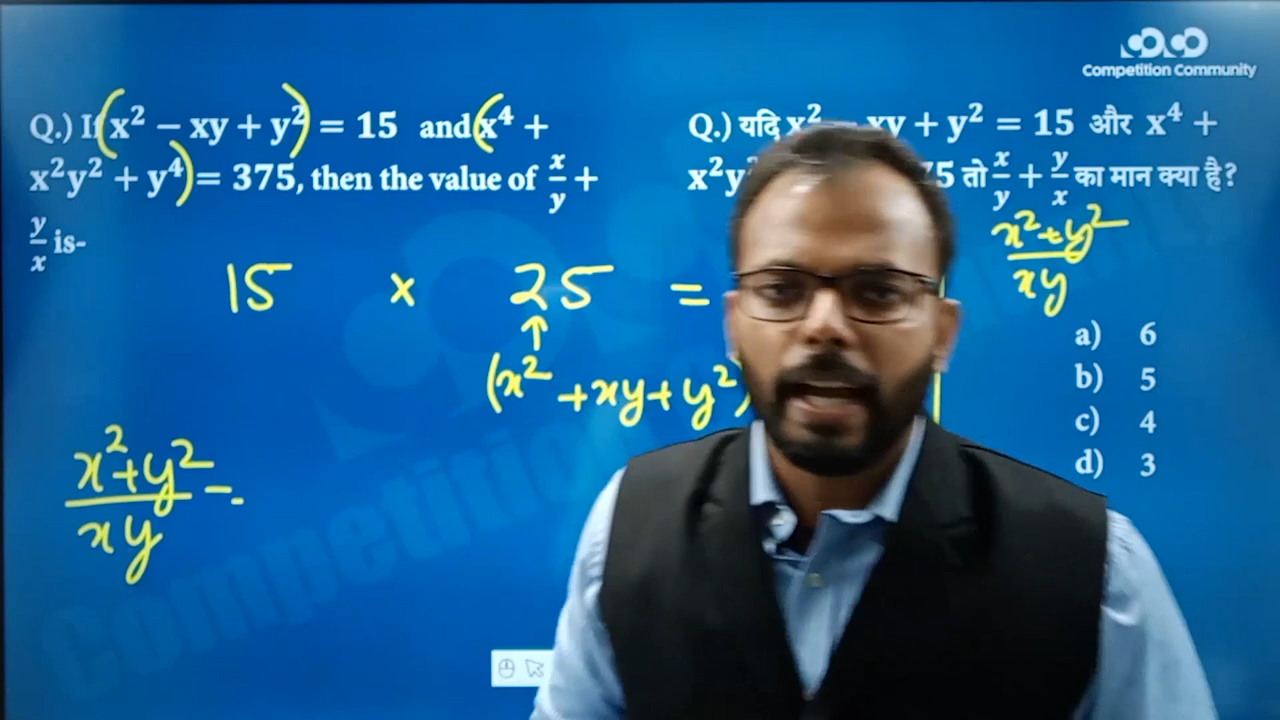 Competition Community
Q.) If (x² − xy + y²) = 15 and (x⁴ +
x²y² + y⁴) = 375, then the value of x/y +
y/x is-
Q.) यदि x² − xy + y² = 15 और x⁴ +
x²y² 75 तो x/y + y/x का मान क्या है?
x²+y²/xy
15 × 25 =
↑
(x² +xy+y²)
x²+y²/xy =
a) 6
b) 5
c) 4
d) 3
Competition